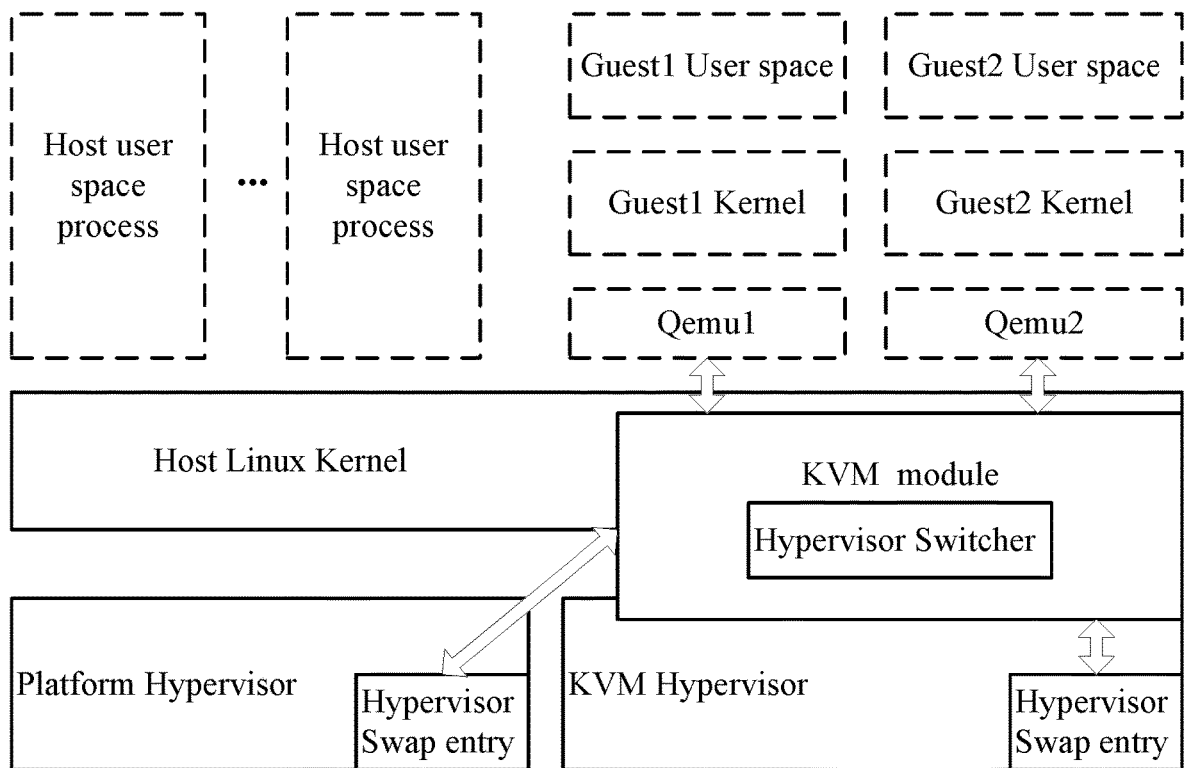 Host user
space
process
...
Host user
space
process
Guest1 User space
Guest2 User space
Guest1 Kernel
Guest2 Kernel
Qemu1
Qemu2
Host Linux Kernel
KVM module
Hypervisor Switcher
Platform Hypervisor
Hypervisor
Swap entry
KVM Hypervisor
Hypervisor
Swap entry